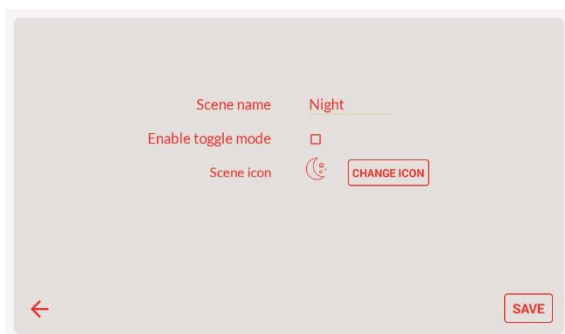 Scene name Night
Enable toggle mode
Scene icon CHANGE ICON
SAVE